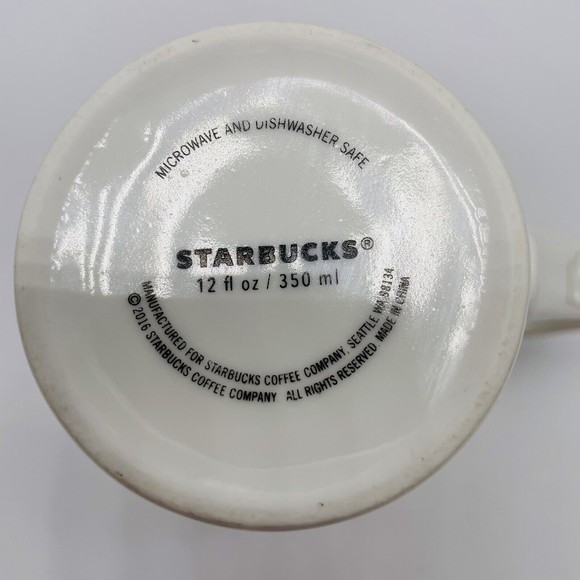 MICROWAVE AND DISHWASHER SAFE
STARBUCKS®
12 fl oz / 350 ml
MANUFACTURED FOR STARBUCKS COFFEE COMPANY, SEATTLE WA 98134.
© 2016 STARBUCKS COFFEE COMPANY ALL RIGHTS RESERVED. MADE IN CHINA